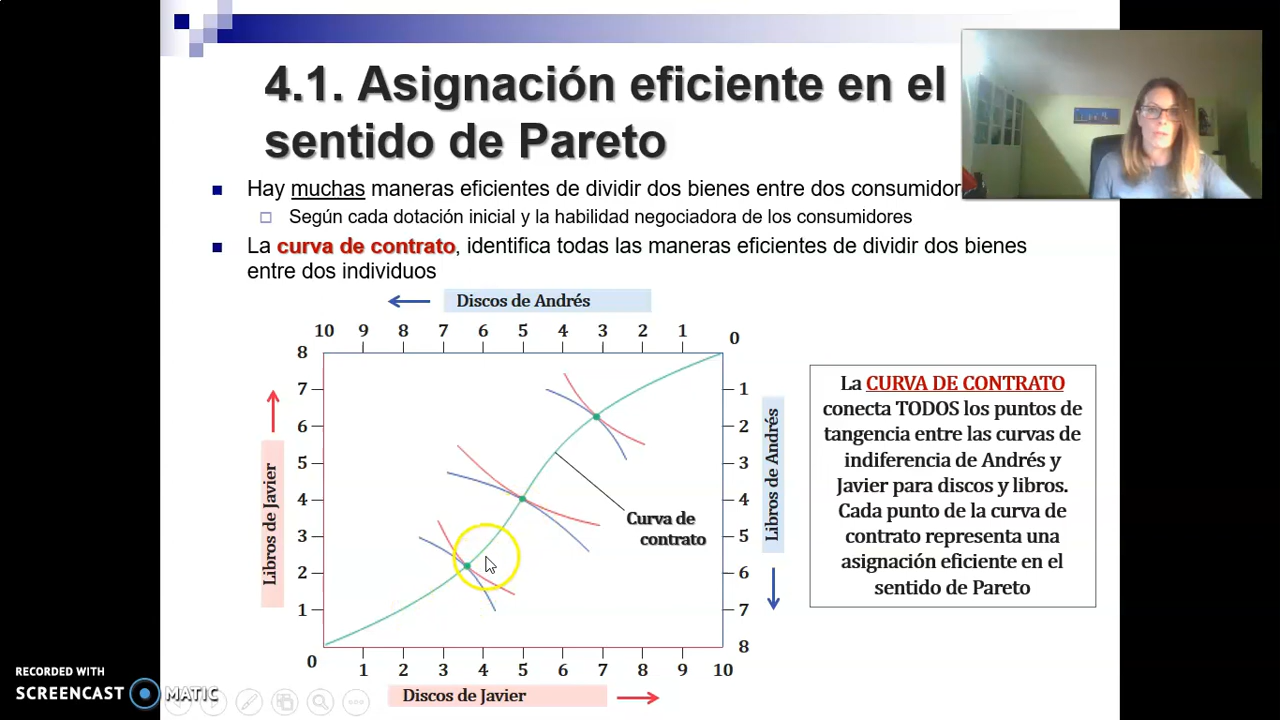 4.1. Asignación eficiente en el
sentido de Pareto
Hay muchas maneras eficientes de dividir dos bienes entre dos consumidor
Según cada dotación inicial y la habilidad negociadora de los consumidores
La curva de contrato, identifica todas las maneras eficientes de dividir dos bienes
entre dos individuos
Discos de Andrés
10 9 8 7 6 5 4 3 2 1 0
8
7
6
5
4
3
2
1
0
Libros de Javier
1
2
3
4
5
6
7
8
Libros de Andrés
Curva de
contrato
1 2 3 4 5 6 7 8 9 10
Discos de Javier
La CURVA DE CONTRATO
conecta TODOS los puntos de
tangencia entre las curvas de
indiferencia de Andrés y
Javier para discos y libros.
Cada punto de la curva de
contrato representa una
asignación eficiente en el
sentido de Pareto
RECORDED WITH
SCREENCAST MATIC